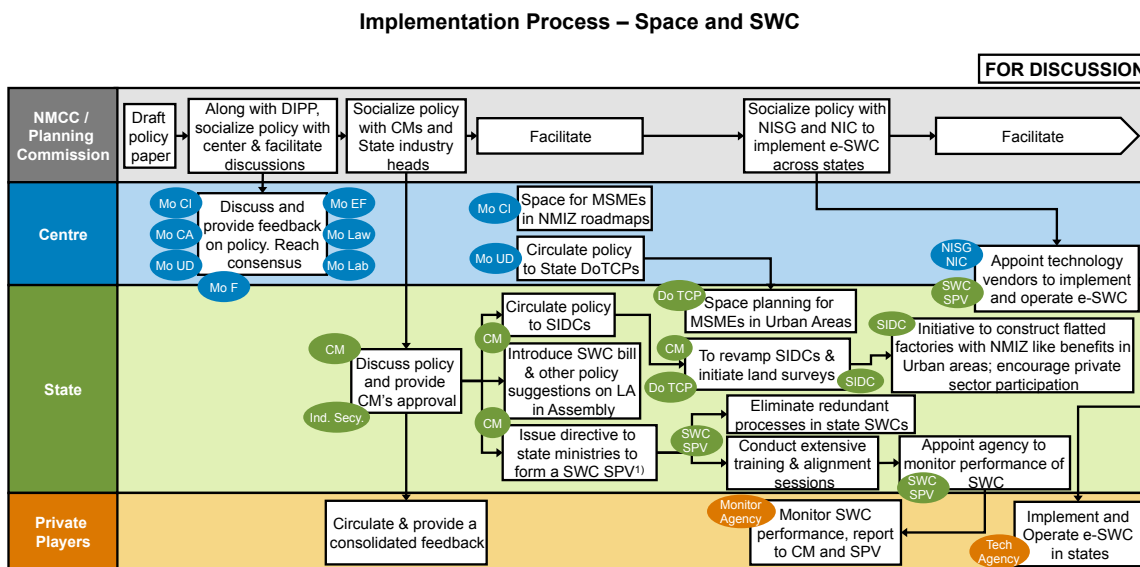 Implementation Process – Space and SWC
FOR DISCUSSION
NMCC /
Planning
Commission
Draft
policy
paper
Along with DIPP,
socialize policy with
center & facilitate
discussions
Socialize policy
with CMs and
State industry
heads
Facilitate
Socialize policy with
NISG and NIC to
implement e-SWC
across states
Facilitate
Centre
Mo CI
Mo CA
Mo UD
Mo F
Discuss and
provide feedback
on policy. Reach
consensus
Mo EF
Mo Law
Mo Lab
Mo CI
Space for MSMEs
in NMIZ roadmaps
Mo UD
Circulate policy
to State DoTCPs
NISG
NIC
SWC
SPV
Appoint technology
vendors to implement
and operate e-SWC
State
CM
Discuss policy
and provide
CM's approval
Ind. Secy.
Circulate policy
to SIDCs
CM
Introduce SWC bill
& other policy
suggestions on LA
in Assembly
CM
Issue directive to
state ministries to
form a SWC SPV1)
Do TCP
Space planning for
MSMEs in Urban Areas
CM
To revamp SIDCs &
initiate land surveys
Do TCP
SIDC
SIDC
Initiative to construct flatted
factories with NMIZ like benefits in
Urban areas; encourage private
sector participation
SWC
SPV
Eliminate redundant
processes in state SWCs
Conduct extensive
training & alignment
sessions
Appoint agency to
monitor performance of
SWC
SWC
SPV
Private
Players
Circulate & provide a
consolidated feedback
Monitor
Agency
Monitor SWC
performance, report
to CM and SPV
Tech
Agency
Implement and
Operate e-SWC
in states